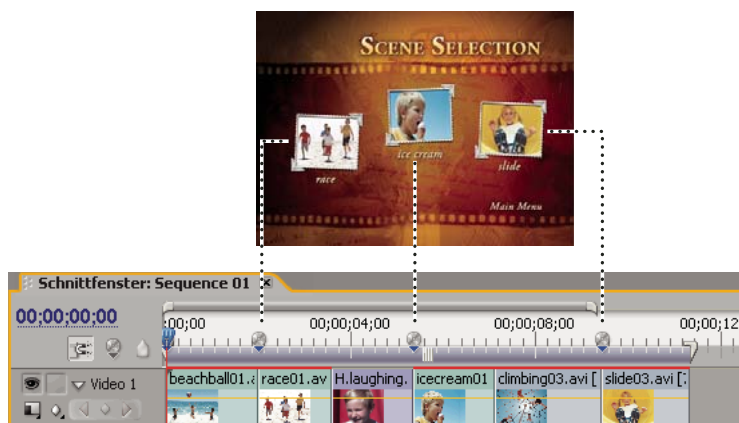 SCENE SELECTION
race
ice cream
slide
Main Menu
Schnittfenster: Sequence 01
00;00;00;00
:00;00
00;00;04;00
00;00;08;00
00;00;12
Video 1
beachball01.a
race01.av
H.laughing.
icecream01
climbing03.avi [
slide03.avi [: